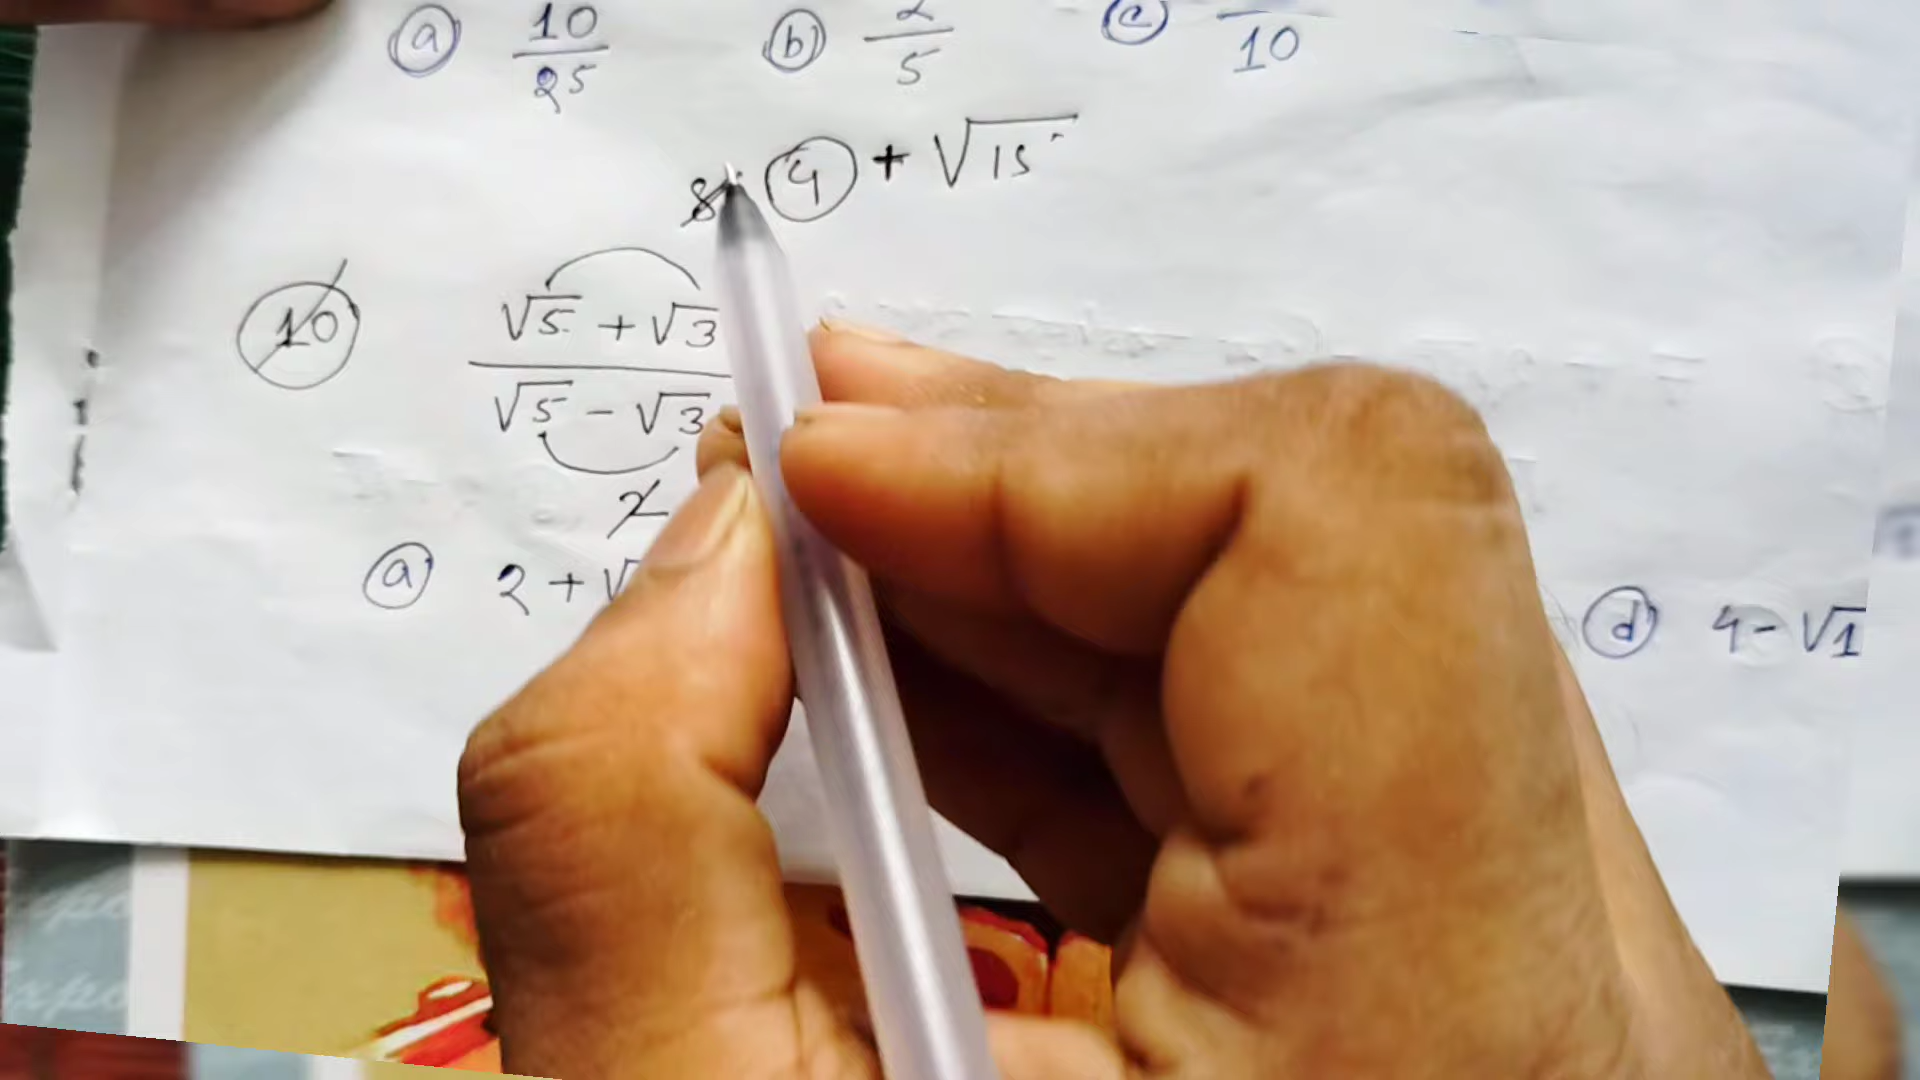 (a) 10/25 (b) 2/5 (c) /10
8 4 + √15
10 √5 + √3 / √5 - √3
2
(a) 2 + √ (d) 4 - √1